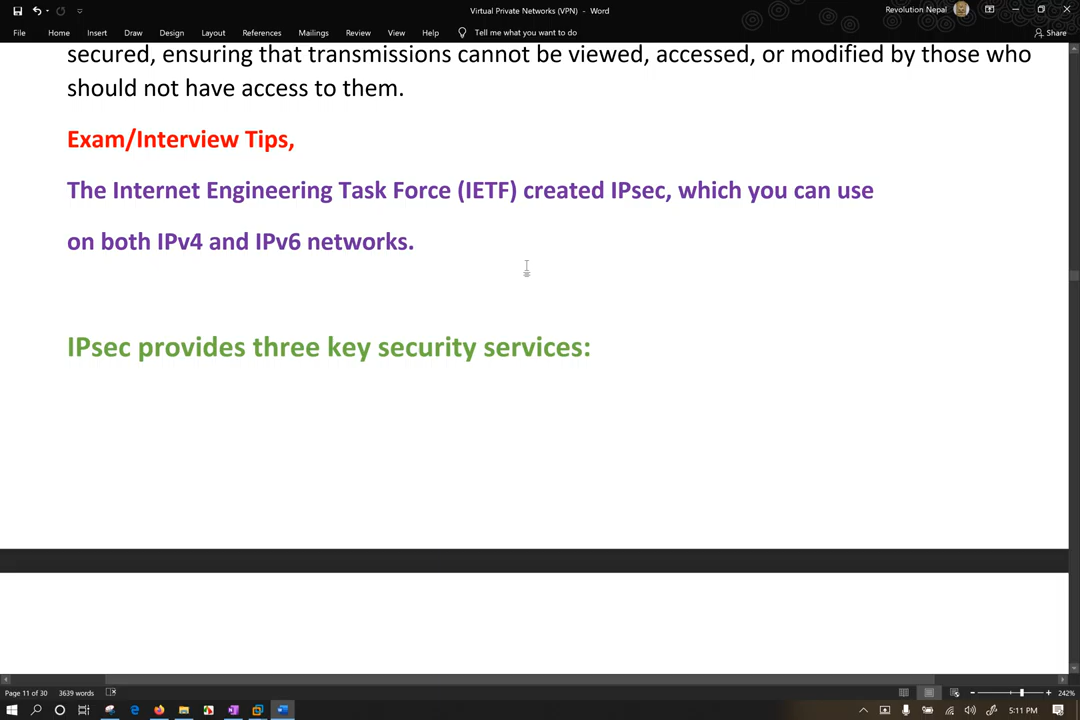 Virtual Private Networks (VPN) - Word
Revolution Nepal
File Home Insert Draw Design Layout References Mailings Review View Help Tell me what you want to do Share
secured, ensuring that transmissions cannot be viewed, accessed, or modified by those who
should not have access to them.
Exam/Interview Tips,
The Internet Engineering Task Force (IETF) created IPsec, which you can use
on both IPv4 and IPv6 networks.
IPsec provides three key security services:
Page 11 of 30 3639 words 242%
5:11 PM